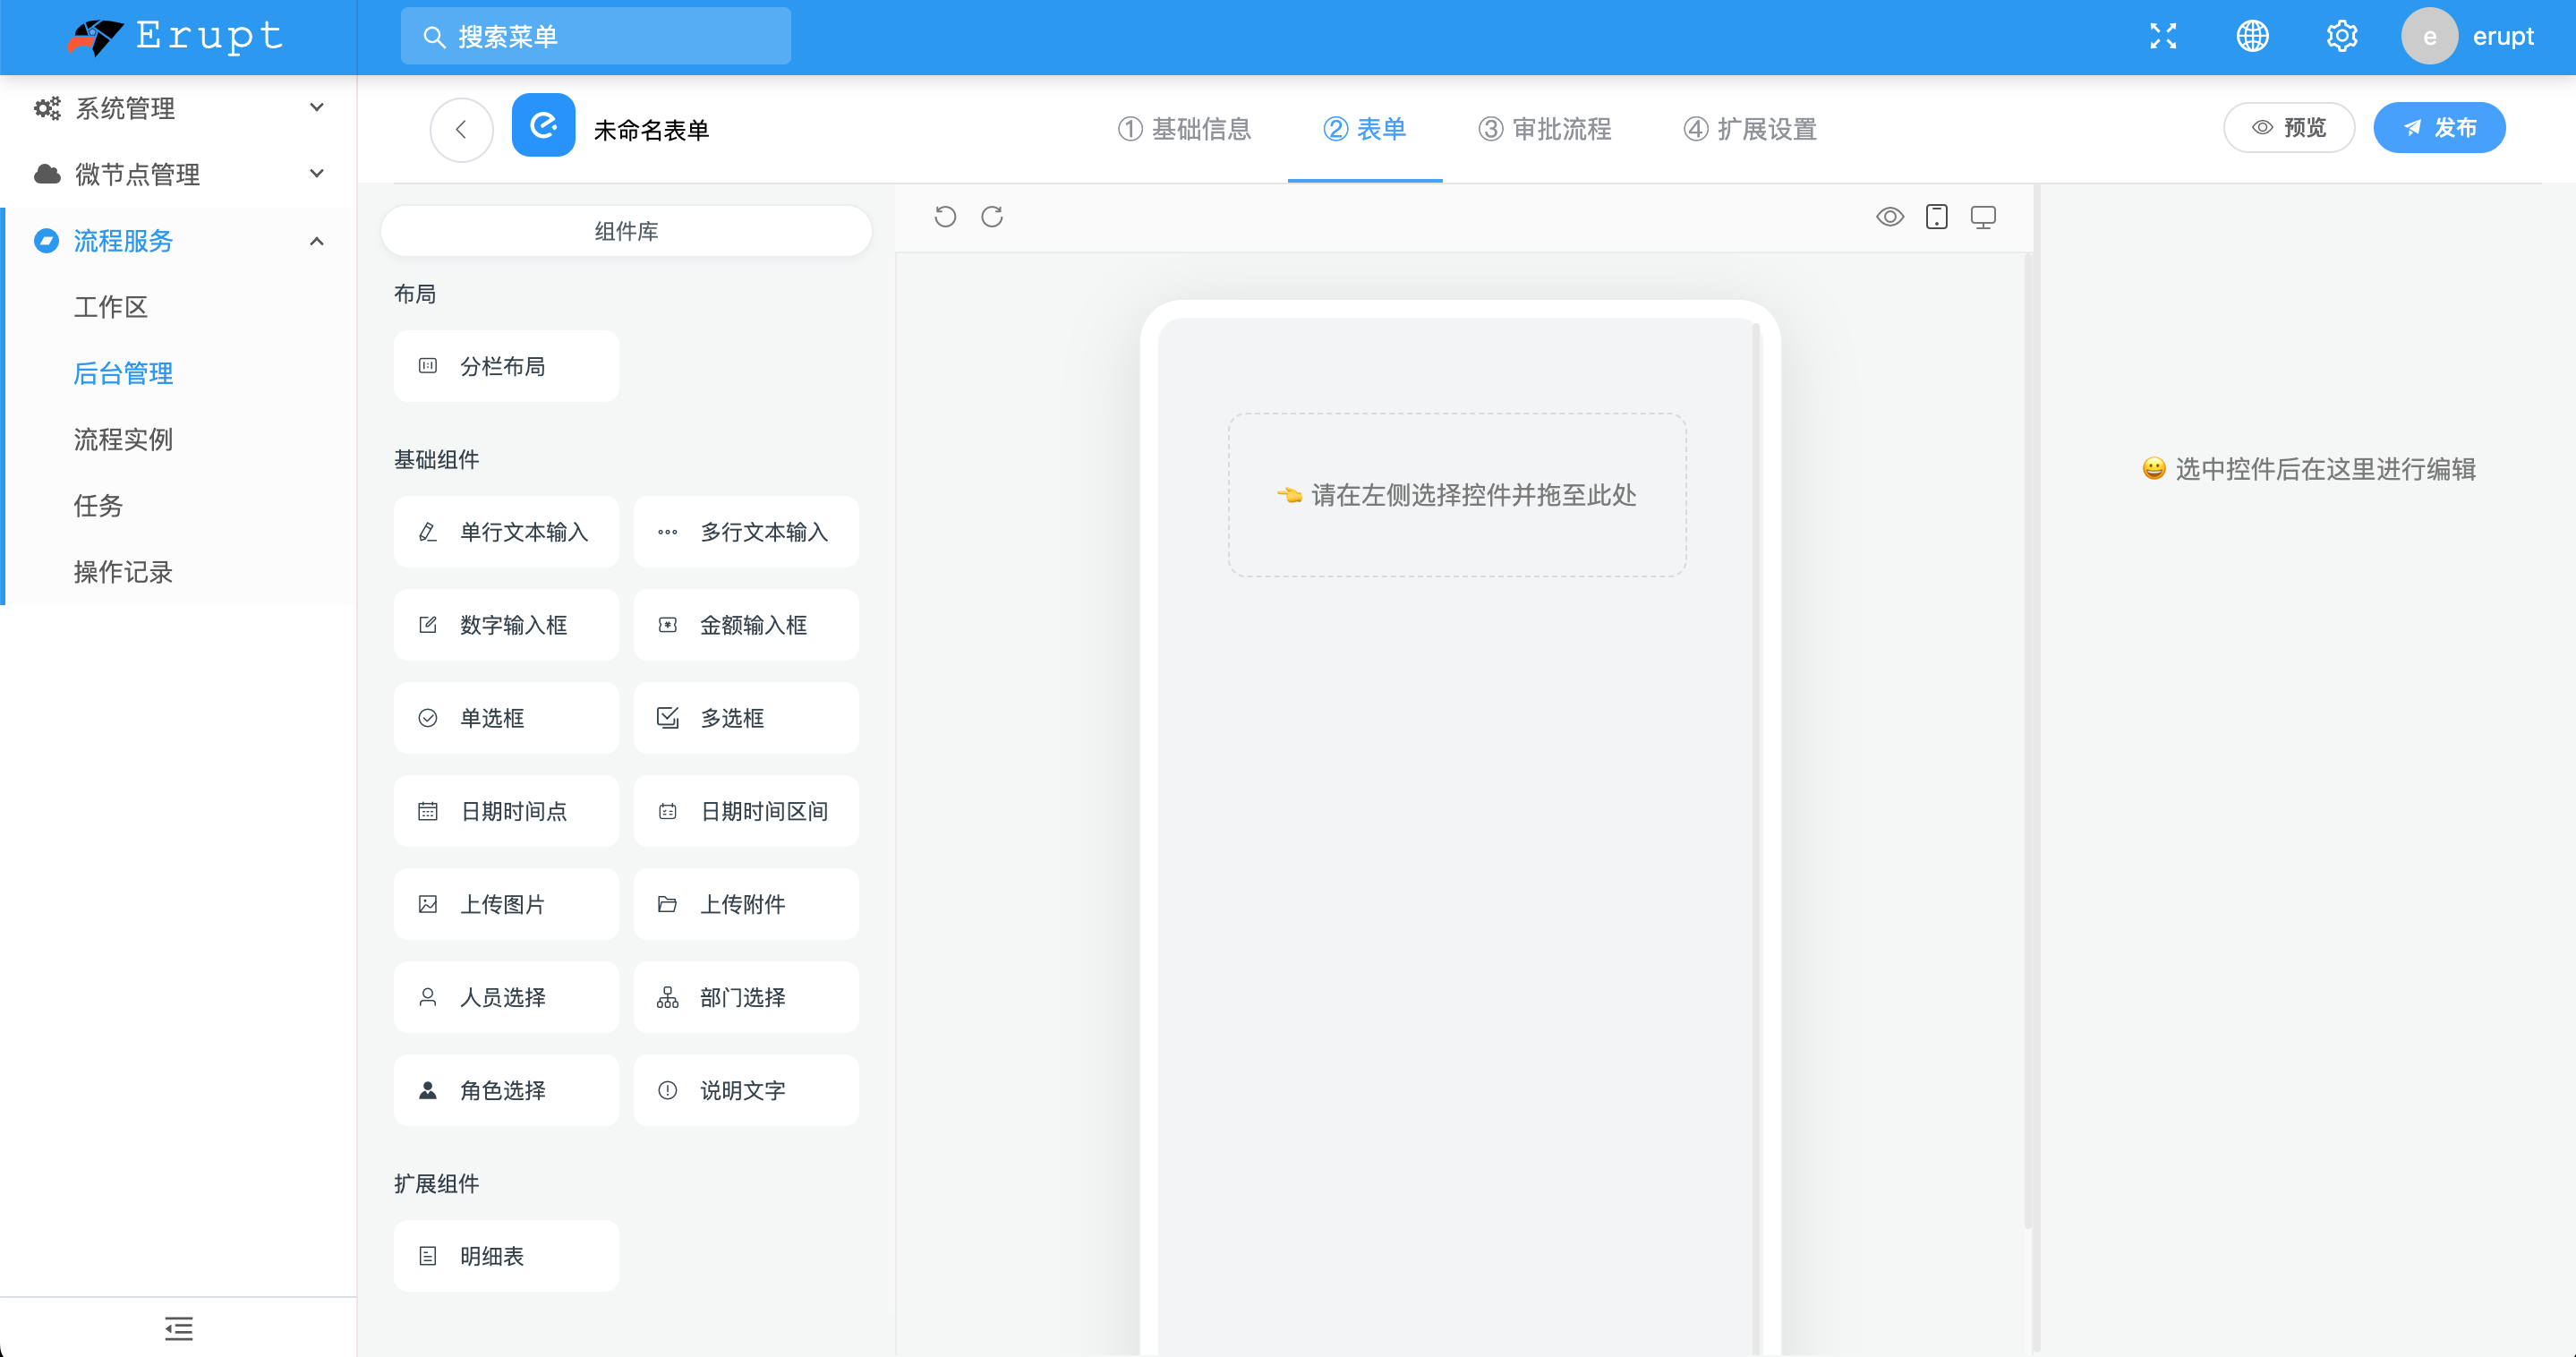 Erupt
搜索菜单
e erupt
系统管理
微节点管理
流程服务
工作区
后台管理
流程实例
任务
操作记录
未命名表单
① 基础信息
② 表单
③ 审批流程
④ 扩展设置
预览
发布
组件库
布局
分栏布局
基础组件
单行文本输入
多行文本输入
数字输入框
金额输入框
单选框
多选框
日期时间点
日期时间区间
上传图片
上传附件
人员选择
部门选择
角色选择
说明文字
扩展组件
明细表
👈 请在左侧选择控件并拖至此处
😀 选中控件后在这里进行编辑